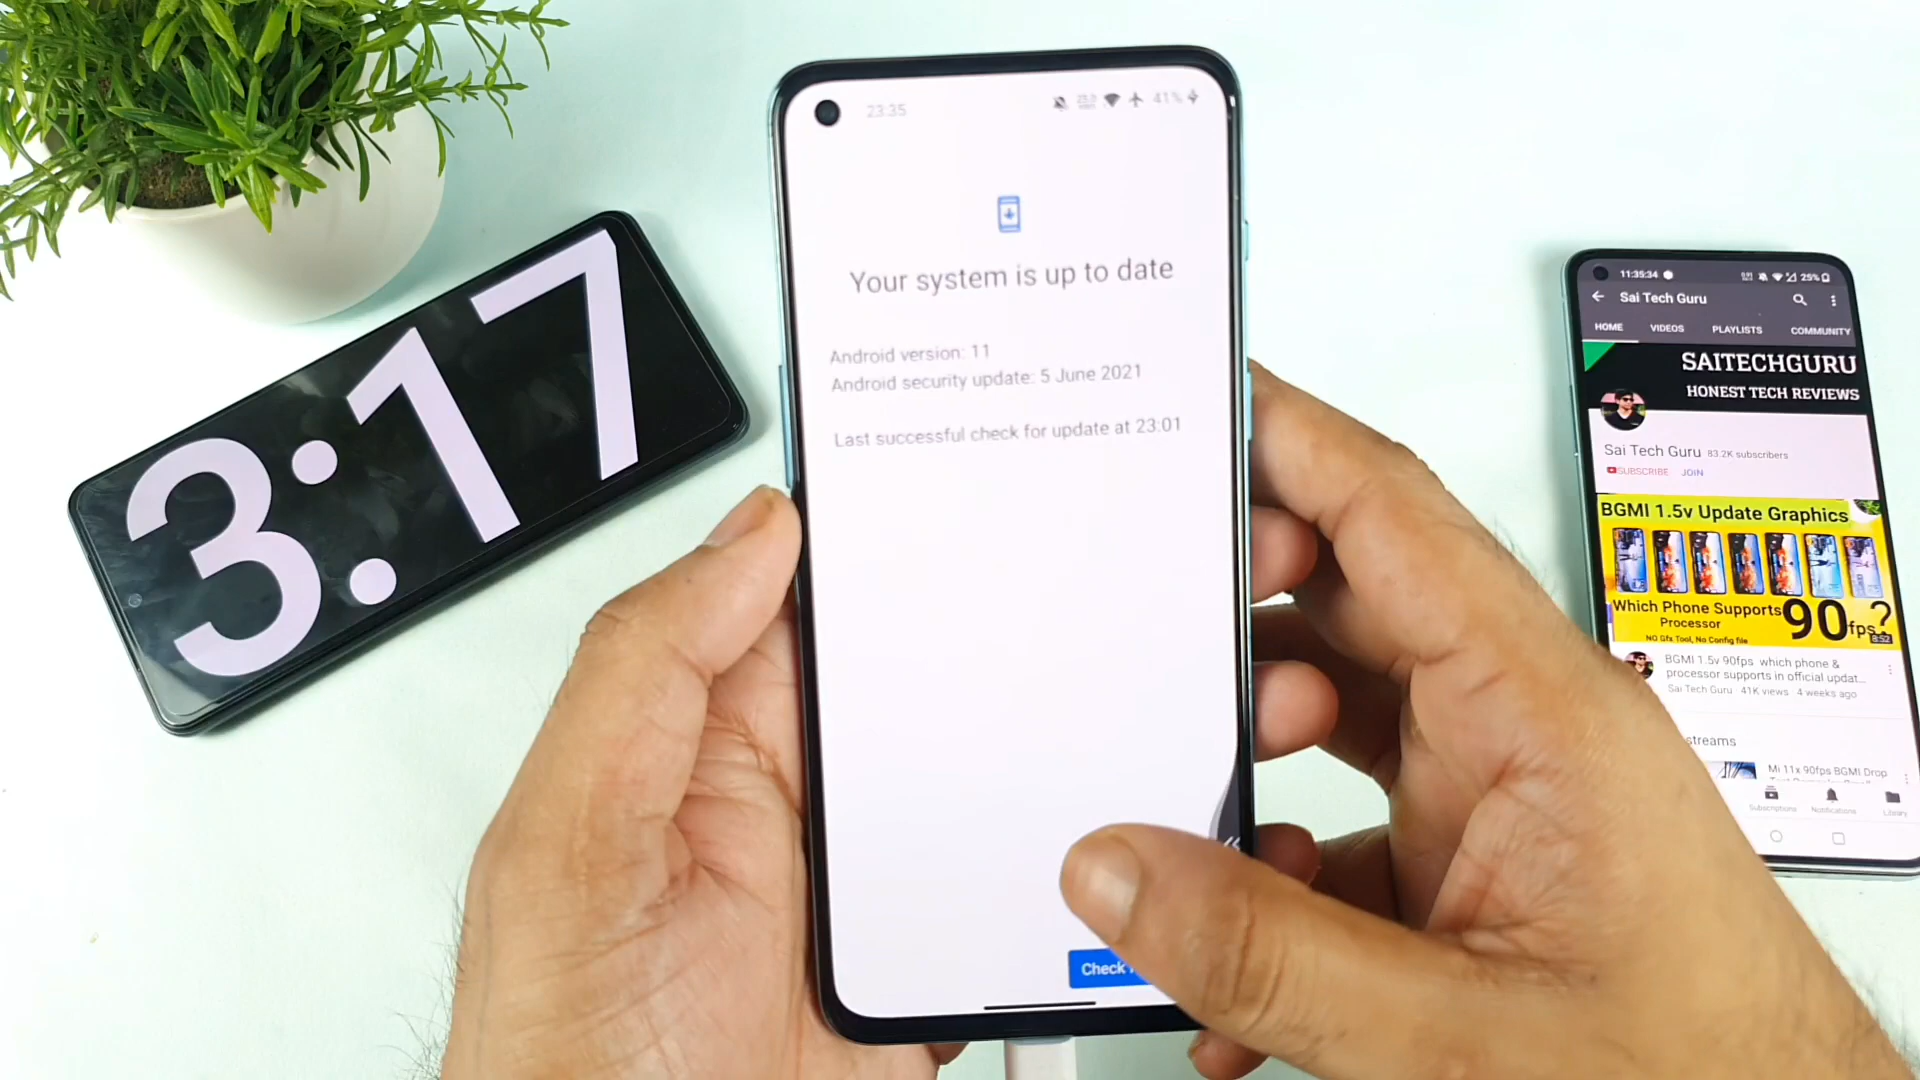 3:17
23:35
41%
Your system is up to date
Android version: 11
Android security update: 5 June 2021
Last successful check for update at 23:01
Check
11:35:34
25%
Sai Tech Guru
HOME VIDEOS PLAYLISTS COMMUNITY
SAITECHGURU
HONEST TECH REVIEWS
Sai Tech Guru 83.2K subscribers
SUBSCRIBE JOIN
BGMI 1.5v Update Graphics
Which Phone Supports
Processor
90fps?
NO Gfx Tool, No Config file
8:52
BGMI 1.5v 90fps which phone &
processor supports in official updat...
Sai Tech Guru 41K views 4 weeks ago
streams
Mi 11x 90fps BGMI Drop
Subscriptions Notifications Library